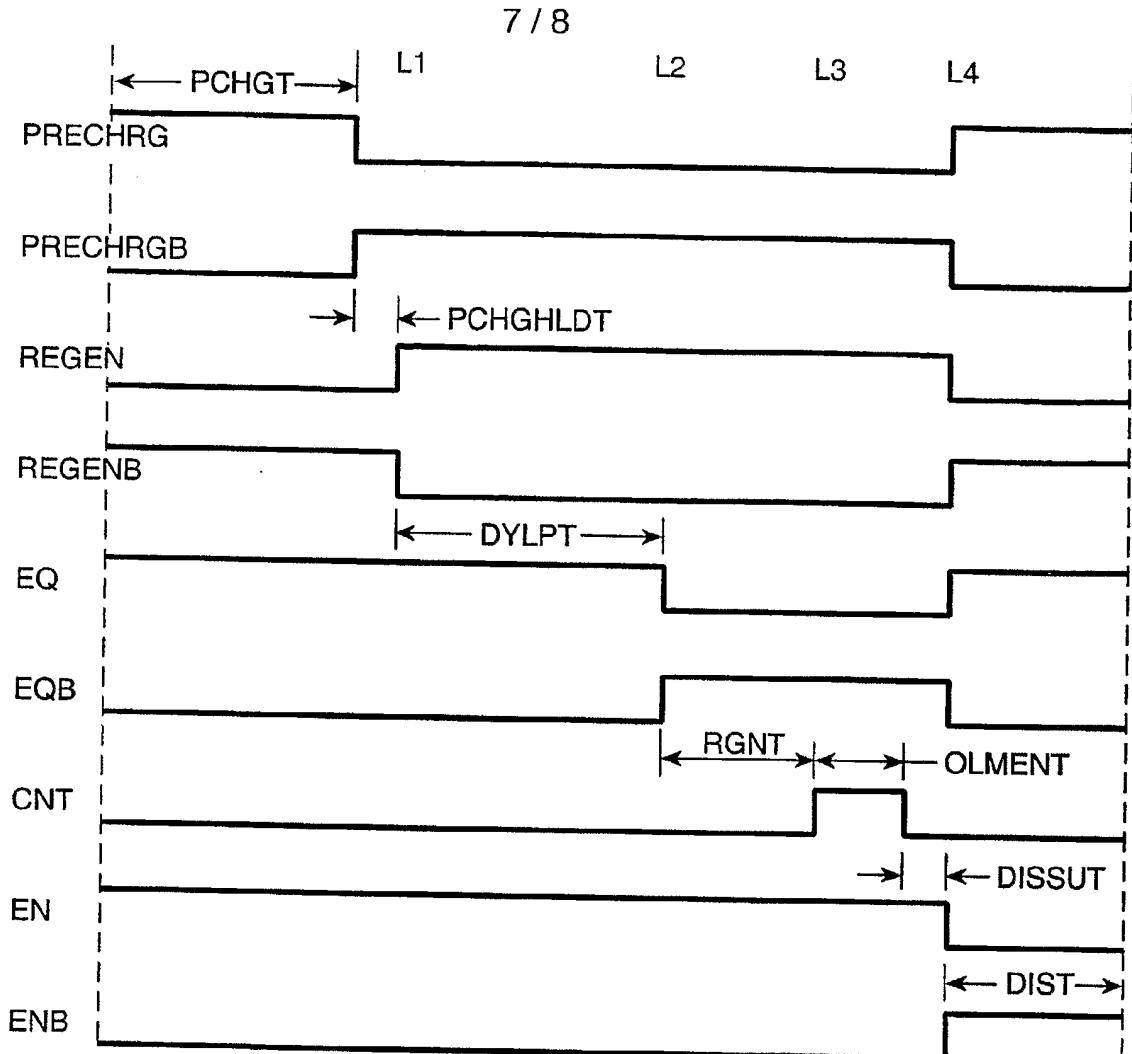 7/8
L1 L2 L3 L4
PCHGT
PRECHRG
PRECHRGB
PCHGHLDT
REGEN
REGENB
DYLPT
EQ
EQB
RGNT OLMENT
CNT
DISSUT
EN
DIST
ENB